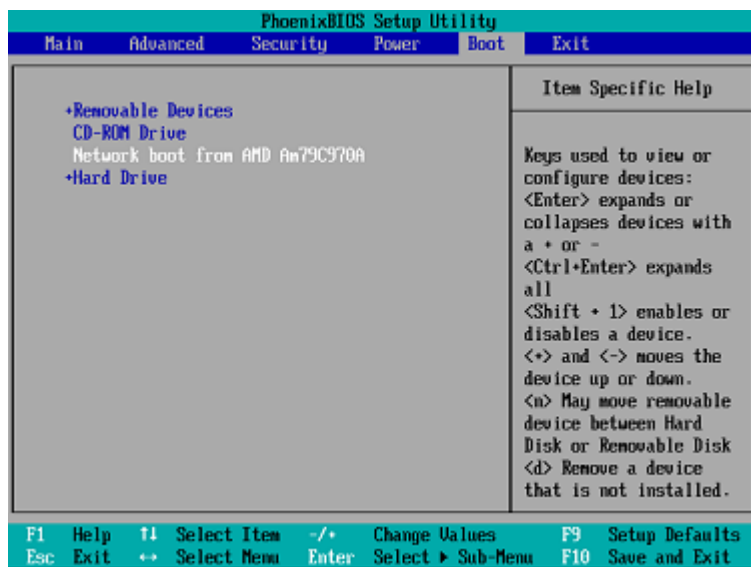 PhoenixBIOS Setup Utility
Main Advanced Security Power Boot Exit
+Removable Devices
CD-ROM Drive
Network boot from AMD Am79C970A
+Hard Drive
Item Specific Help
Keys used to view or
configure devices:
<Enter> expands or
collapses devices with
a + or -
<Ctrl+Enter> expands
all
<Shift + 1> enables or
disables a device.
<+> and <-> moves the
device up or down.
<n> May move removable
device between Hard
Disk or Removable Disk
<d> Remove a device
that is not installed.
F1 Help ↑↓ Select Item -/+ Change Values F9 Setup Defaults
Esc Exit ↔ Select Menu Enter Select ▶ Sub-Menu F10 Save and Exit